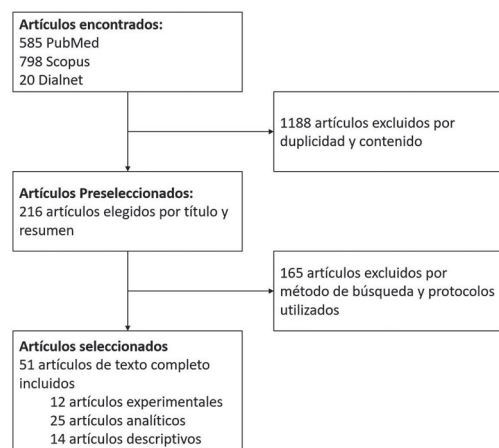 Artículos encontrados:
585 PubMed
798 Scopus
20 Dialnet
1188 artículos excluidos por
duplicidad y contenido
Artículos Preseleccionados:
216 artículos elegidos por título y
resumen
165 artículos excluidos por
método de búsqueda y protocolos
utilizados
Artículos seleccionados
51 artículos de texto completo
incluidos
12 artículos experimentales
25 artículos analíticos
14 artículos descriptivos